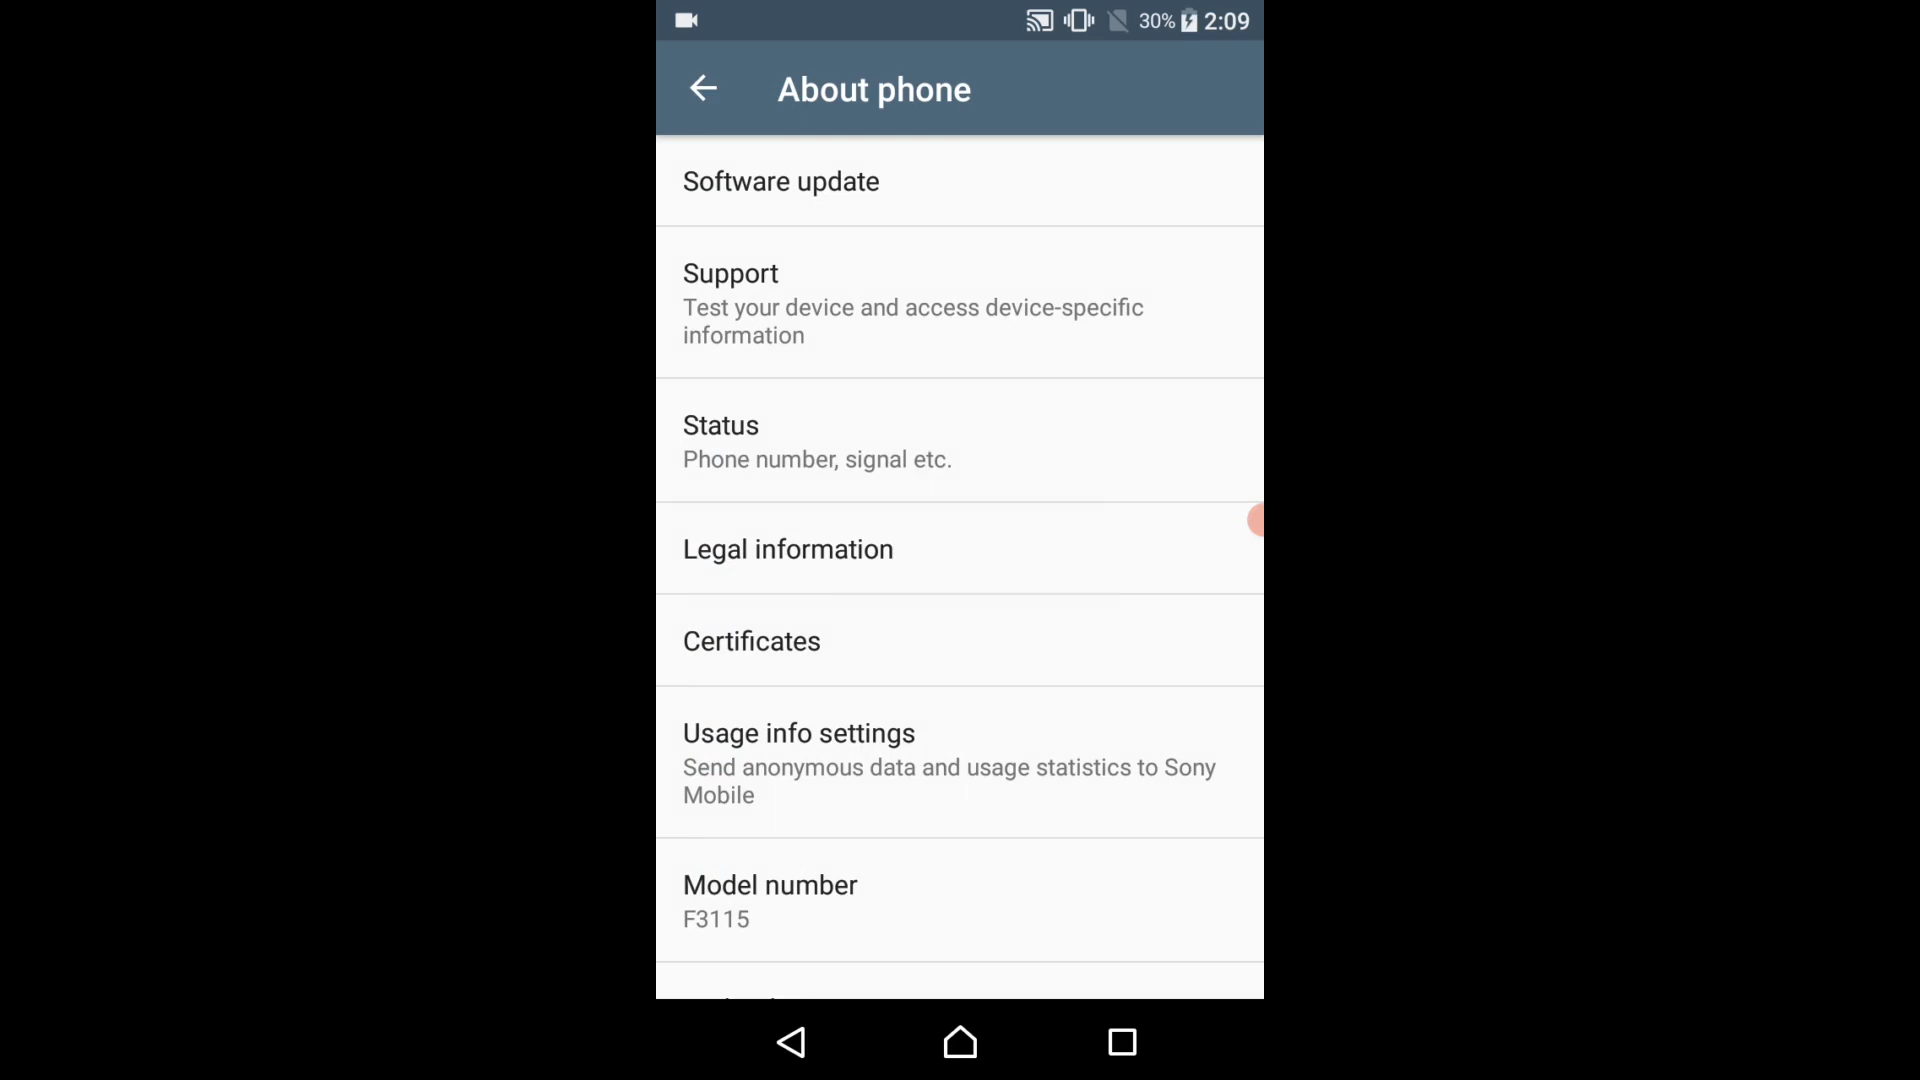 30% 2:09
About phone
Software update
Support
Test your device and access device-specific
information
Status
Phone number, signal etc.
Legal information
Certificates
Usage info settings
Send anonymous data and usage statistics to Sony
Mobile
Model number
F3115